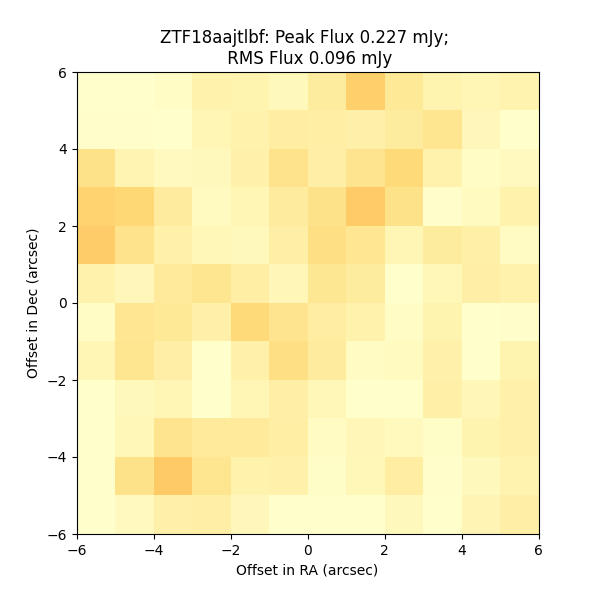 ZTF18aajtlbf: Peak Flux 0.227 mJy;
RMS Flux 0.096 mJy
6
4
2
0
−2
−4
−6
Offset in Dec (arcsec)
−6 −4 −2 0 2 4 6
Offset in RA (arcsec)